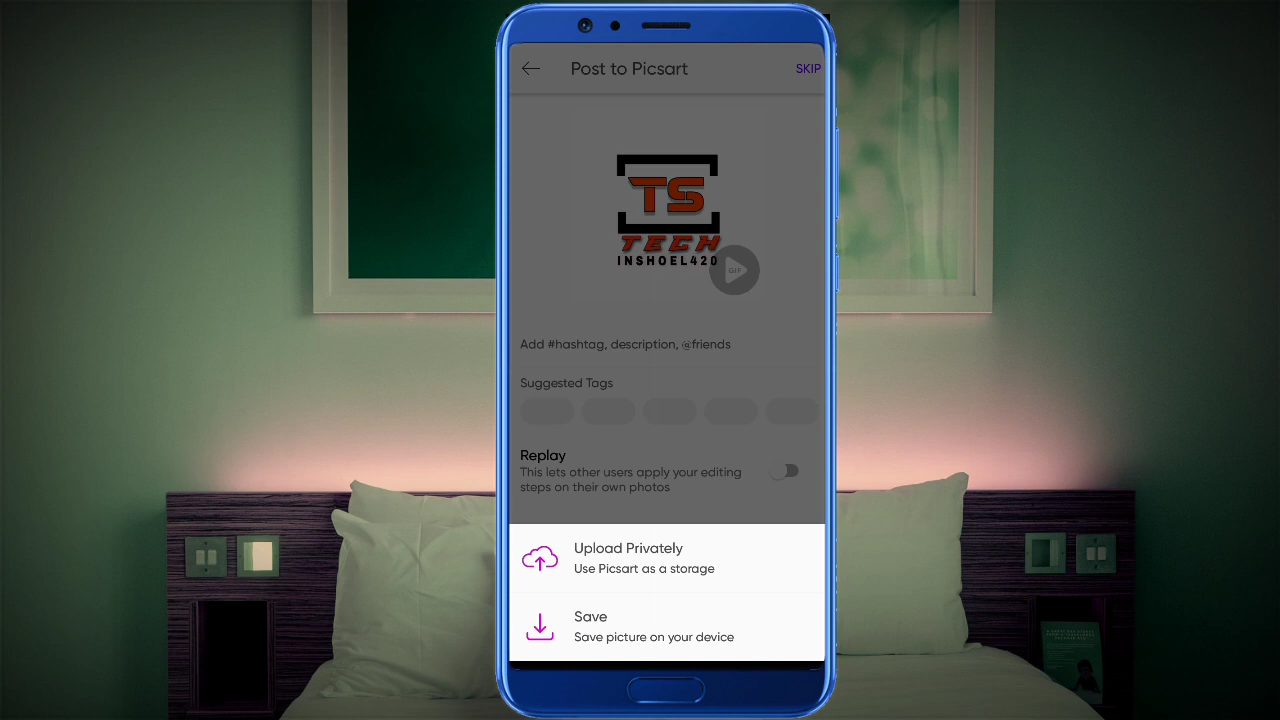 Post to Picsart
SKIP
TS
TECH
INSHOEL420
GIF
Add #hashtag, description, @friends
Suggested Tags
Replay
This lets other users apply your editing
steps on their own photos
Upload Privately
Use Picsart as a storage
Save
Save picture on your device